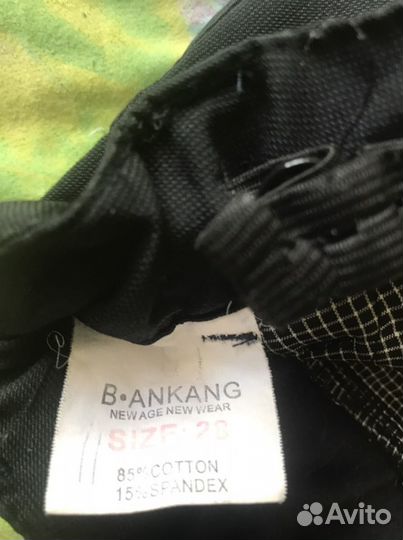 B•ANKANG
NEW AGE NEW WEAR
SIZE: 28
85% COTTON
15% SPANDEX
Avito